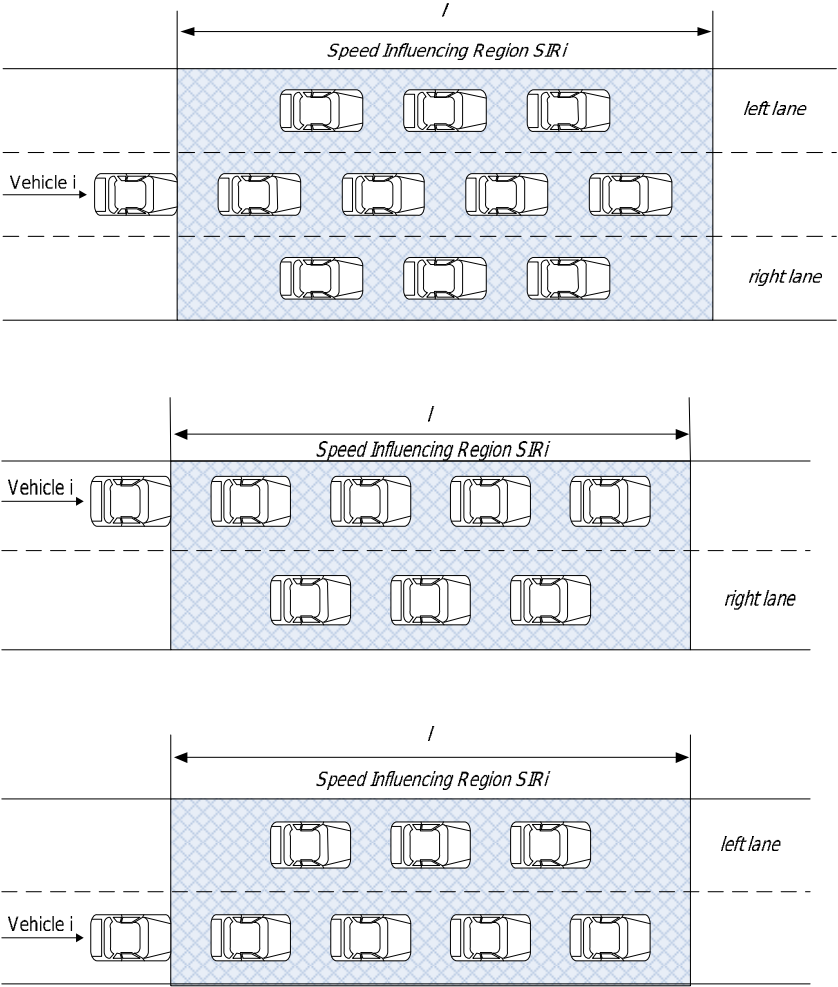 l
Speed Influencing Region SIRi
left lane
Vehicle i
right lane
l
Speed Influencing Region SIRi
Vehicle i
right lane
l
Speed Influencing Region SIRi
left lane
Vehicle i